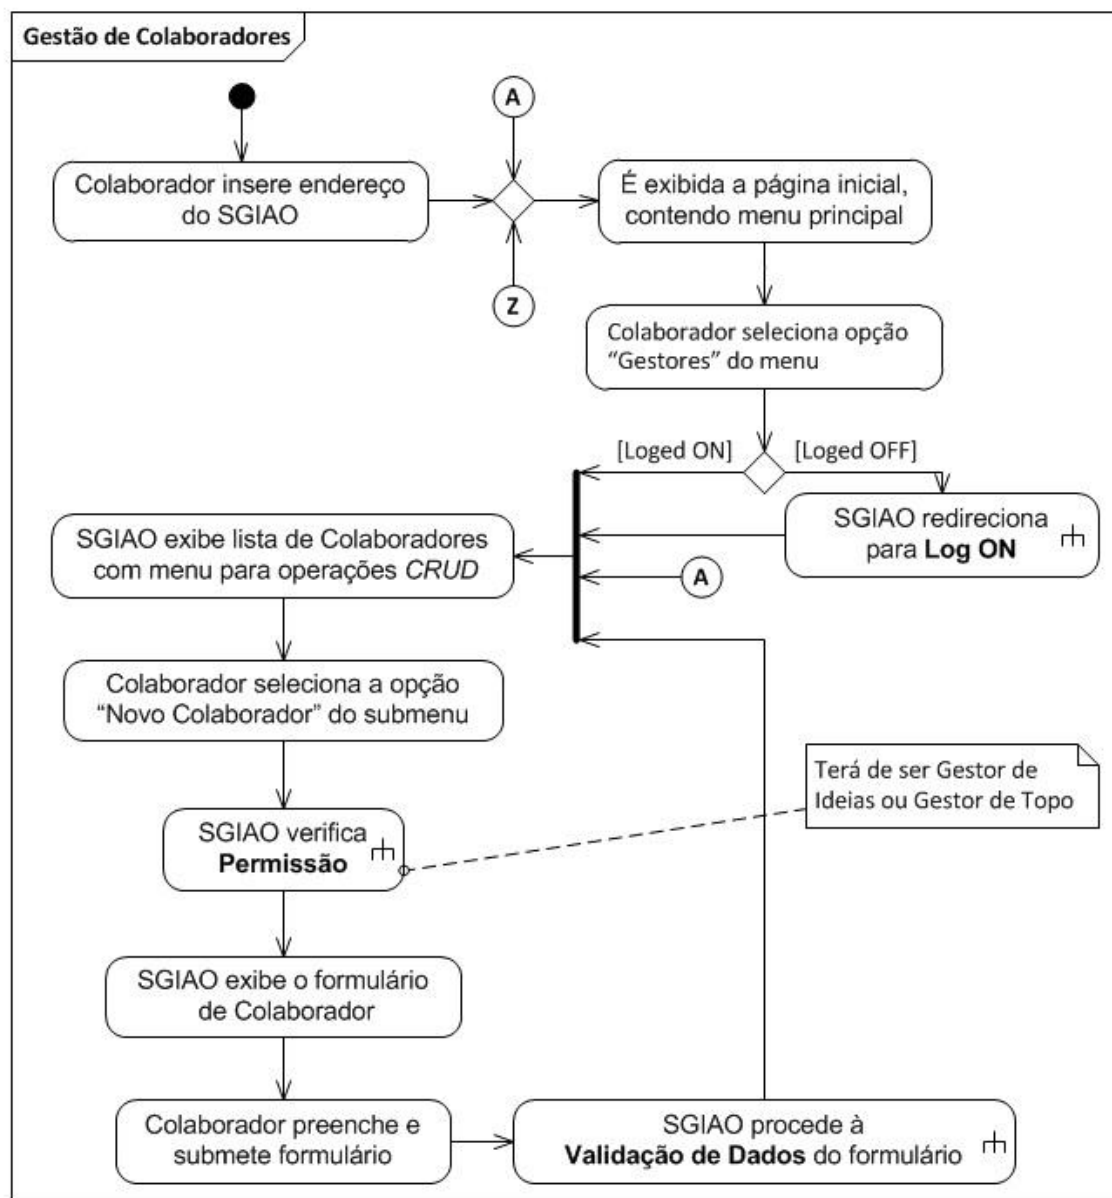 Gestão de Colaboradores
A
Colaborador insere endereço
do SGIAO
É exibida a página inicial,
contendo menu principal
Z
Colaborador seleciona opção
“Gestores” do menu
[Loged ON]
[Loged OFF]
SGIAO redireciona
para Log ON
SGIAO exibe lista de Colaboradores
com menu para operações CRUD
A
Colaborador seleciona a opção
“Novo Colaborador” do submenu
Terá de ser Gestor de
Ideias ou Gestor de Topo
SGIAO verifica
Permissão
SGIAO exibe o formulário
de Colaborador
Colaborador preenche e
submete formulário
SGIAO procede à
Validação de Dados do formulário